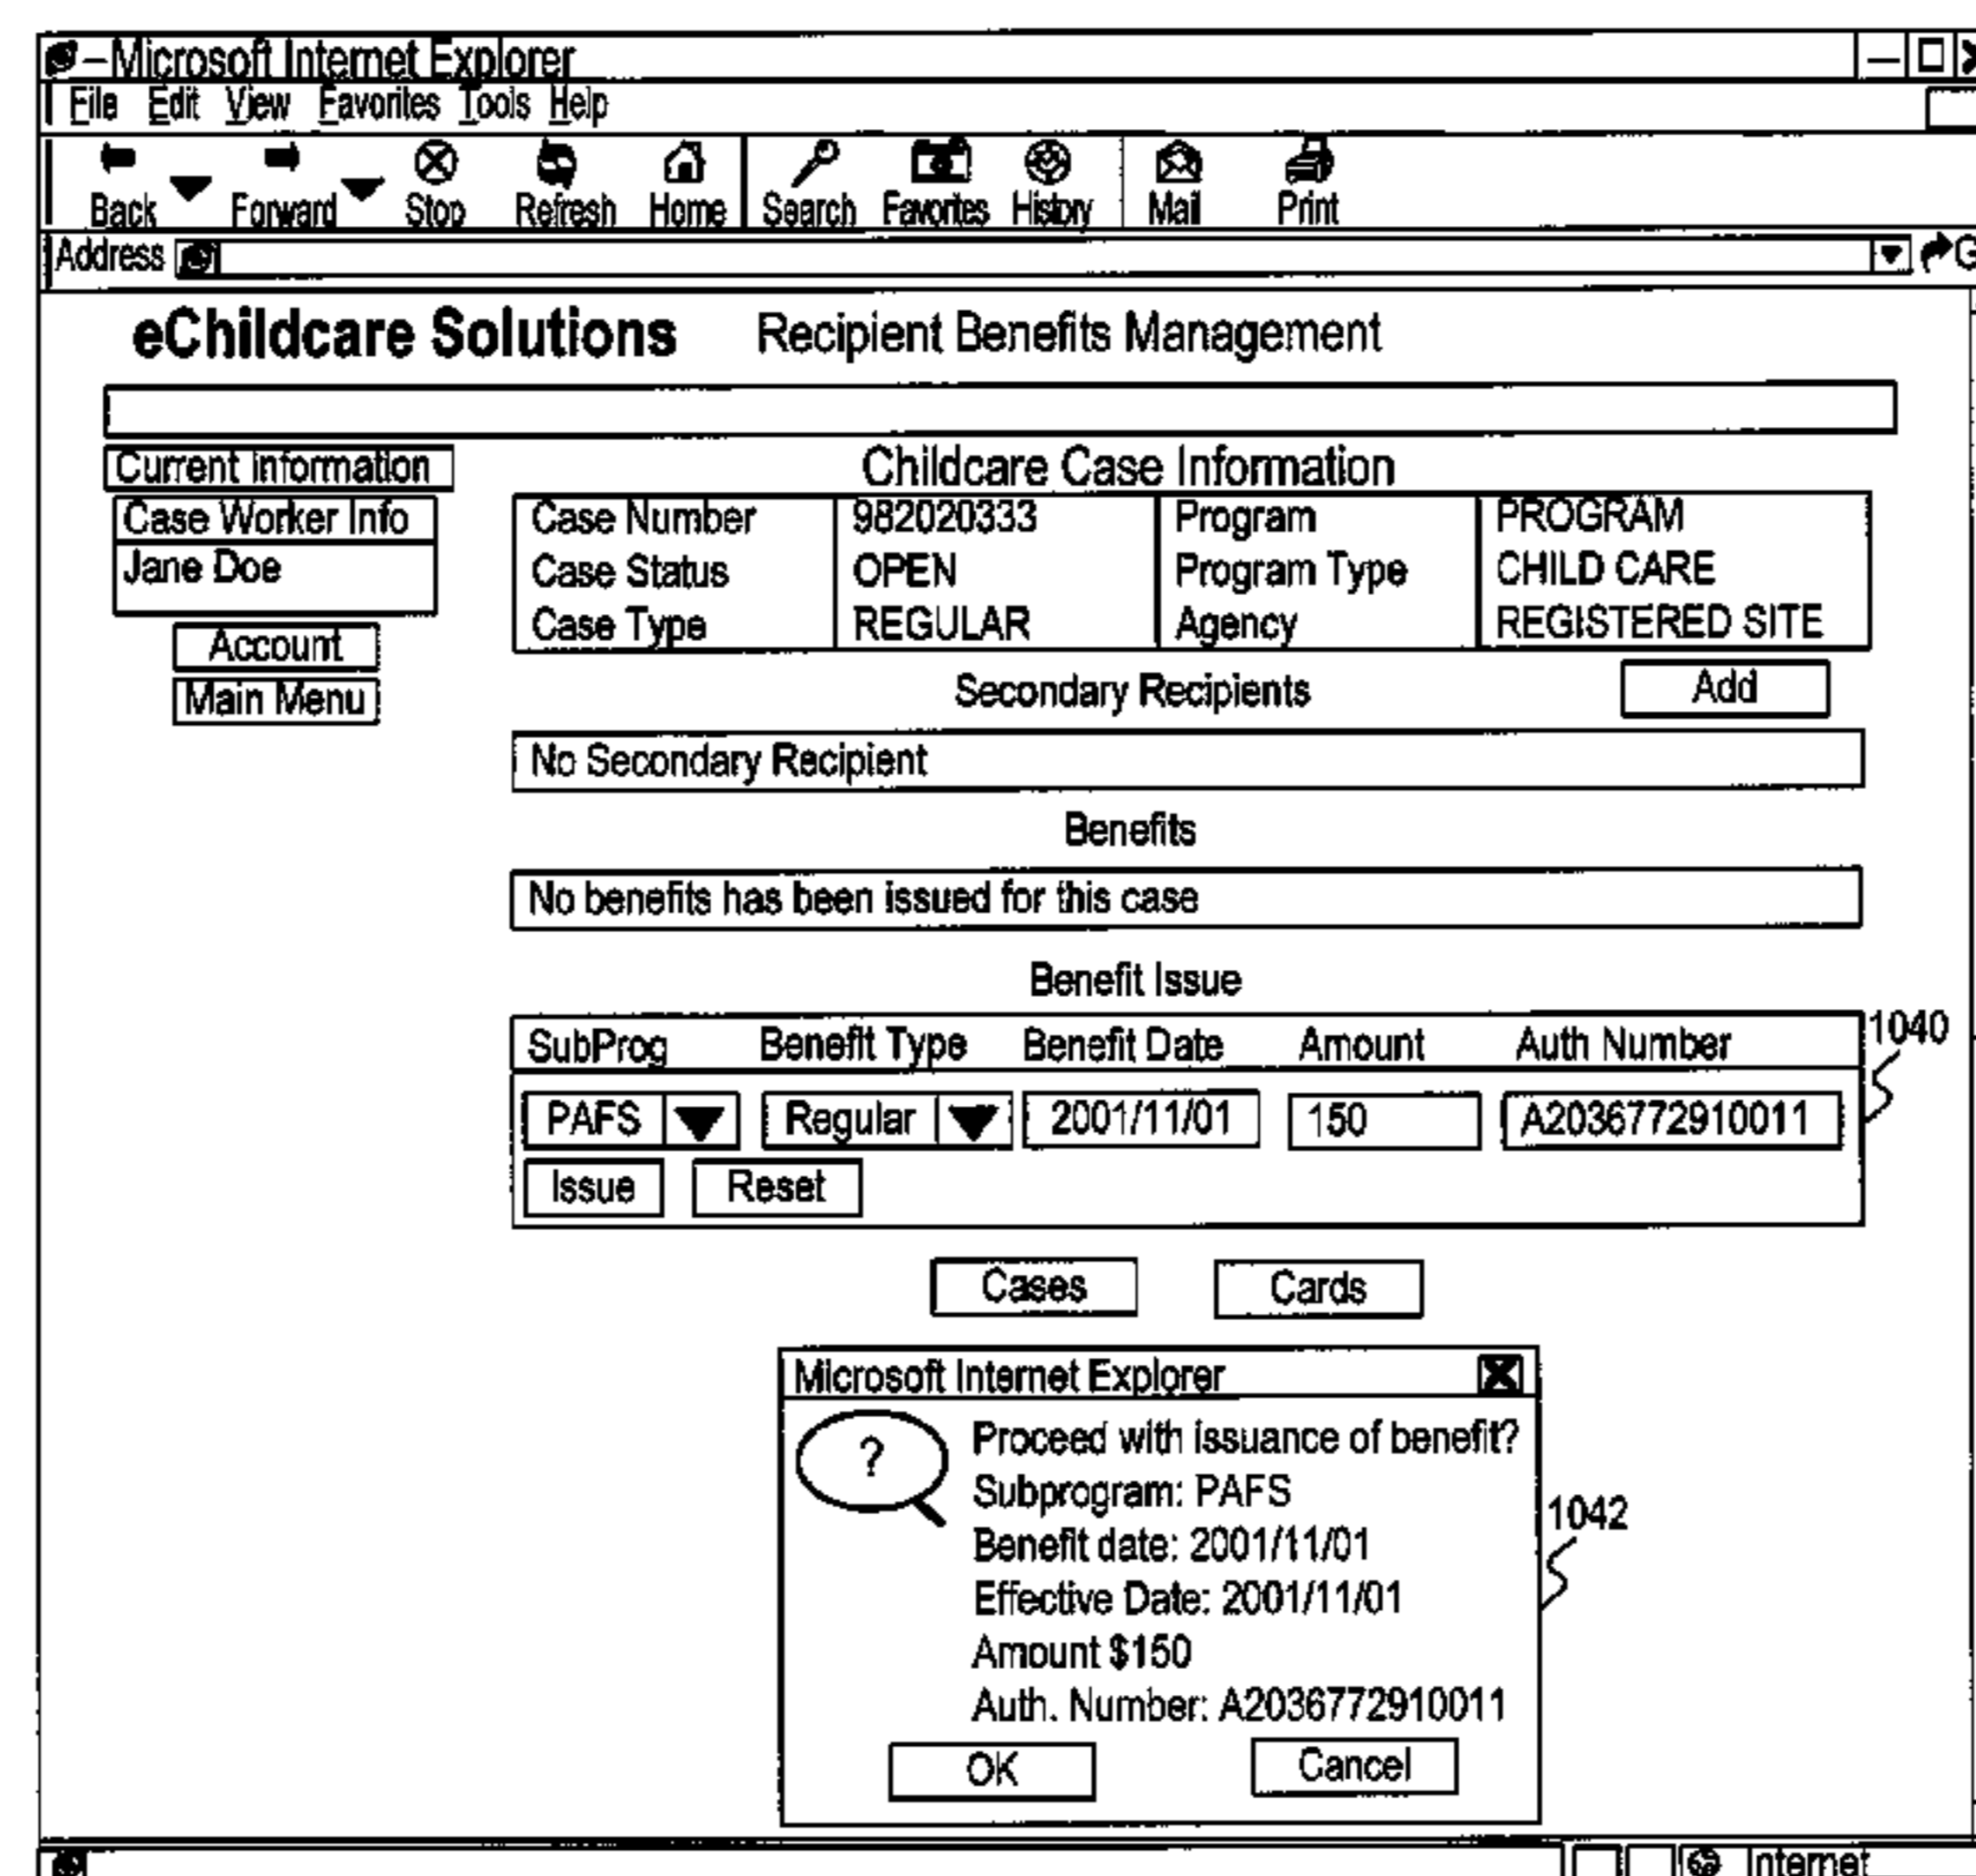 –Microsoft Internet Explorer
File Edit View Favorites Tools Help
Back Forward Stop Refresh Home Search Favorites History Mail Print
Address
eChildcare Solutions Recipient Benefits Management
Current Information
Case Worker Info
Jane Doe
Account
Main Menu
Childcare Case Information
Case Number 982020333 Program PROGRAM
Case Status OPEN Program Type CHILD CARE
Case Type REGULAR Agency REGISTERED SITE
Secondary Recipients Add
No Secondary Recipient
Benefits
No benefits has been issued for this case
Benefit Issue
SubProg Benefit Type Benefit Date Amount Auth Number 1040
PAFS Regular 2001/11/01 150 A2036772910011
Issue Reset
Cases Cards
Microsoft Internet Explorer
? Proceed with issuance of benefit?
Subprogram: PAFS
Benefit date: 2001/11/01
Effective Date: 2001/11/01
Amount $150
Auth. Number: A2036772910011
OK Cancel
1042
Internet